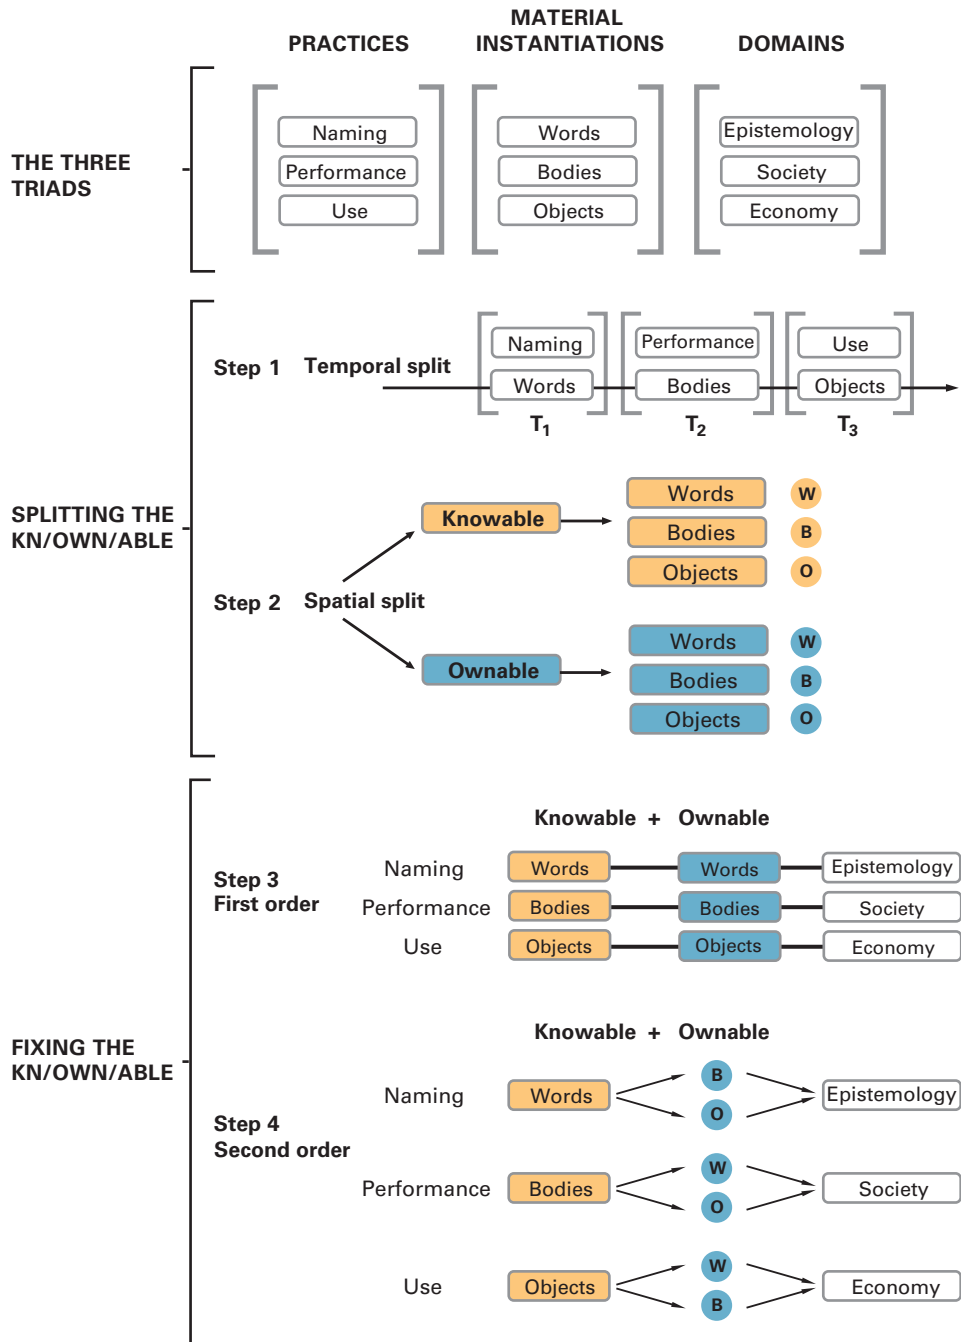 PRACTICES
MATERIAL
INSTANTIATIONS
DOMAINS
THE THREE
TRIADS
Naming
Performance
Use
Words
Bodies
Objects
Epistemology
Society
Economy
SPLITTING THE
KN/OWN/ABLE
Step 1
Temporal split
Naming
Words
T1
Performance
Bodies
T2
Use
Objects
T3
Step 2
Spatial split
Knowable
Words W
Bodies B
Objects O
Ownable
Words W
Bodies B
Objects O
FIXING THE
KN/OWN/ABLE
Step 3
First order
Knowable + Ownable
Naming Words Words Epistemology
Performance Bodies Bodies Society
Use Objects Objects Economy
Step 4
Second order
Knowable + Ownable
Naming Words B O Epistemology
Performance Bodies W O Society
Use Objects W B Economy